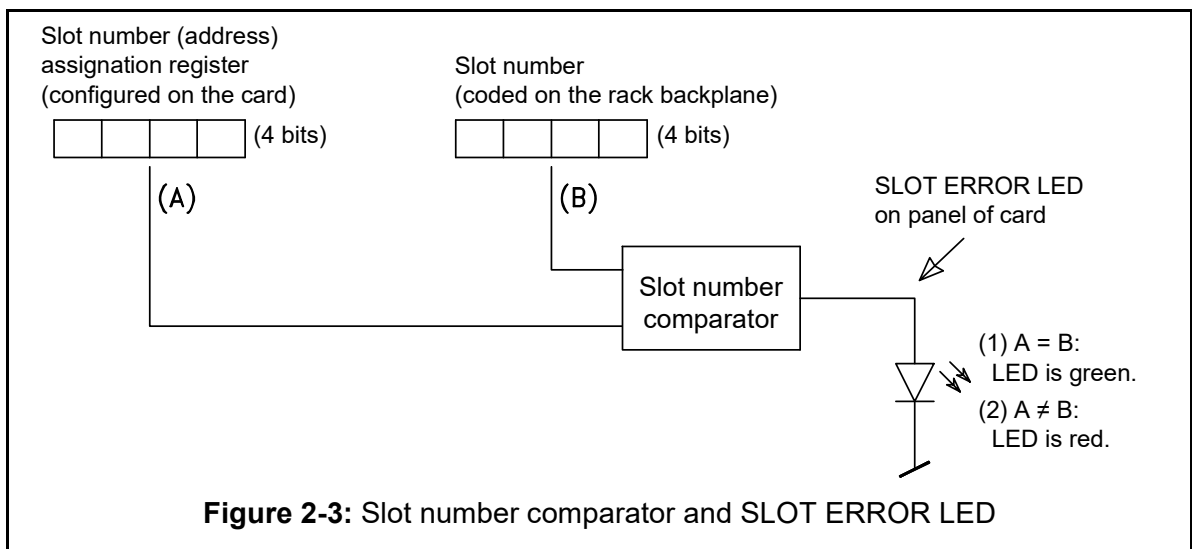 Slot number (address)
assignation register
(configured on the card)
(4 bits)
Slot number
(coded on the rack backplane)
(4 bits)
(A)
(B)
SLOT ERROR LED
on panel of card
Slot number
comparator
(1) A = B:
LED is green.
(2) A ≠ B:
LED is red.
Figure 2-3: Slot number comparator and SLOT ERROR LED